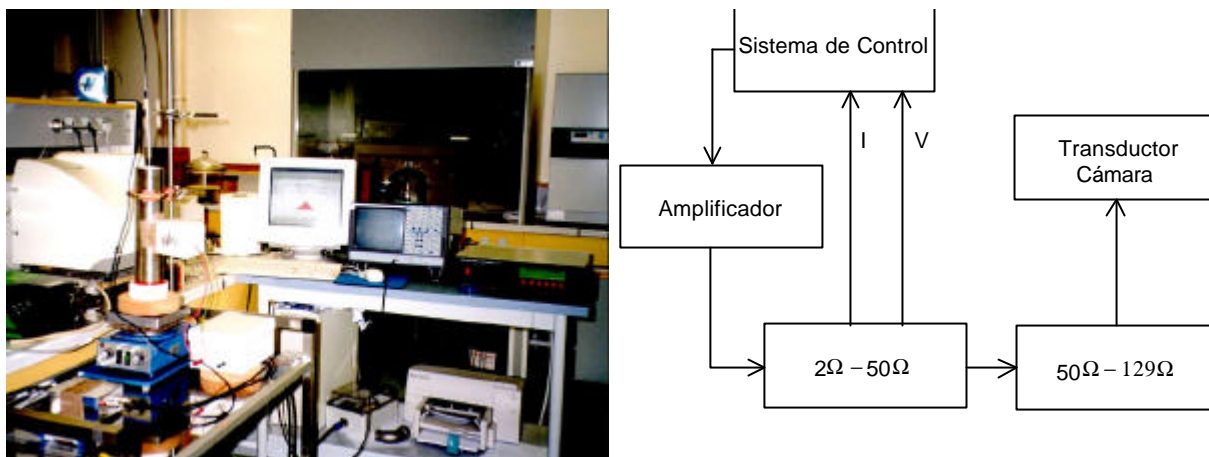 Sistema de Control
I
V
Transductor
Cámara
Amplificador
2Ω – 50Ω
50Ω – 129Ω